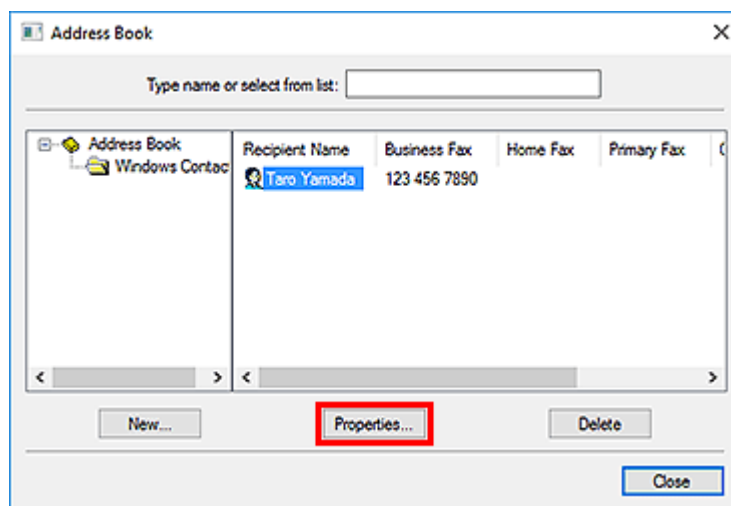 Address Book
Type name or select from list:
Address Book
Windows Contac
Recipient Name Business Fax Home Fax Primary Fax
Taro Yamada 123 456 7890
New... Properties... Delete
Close